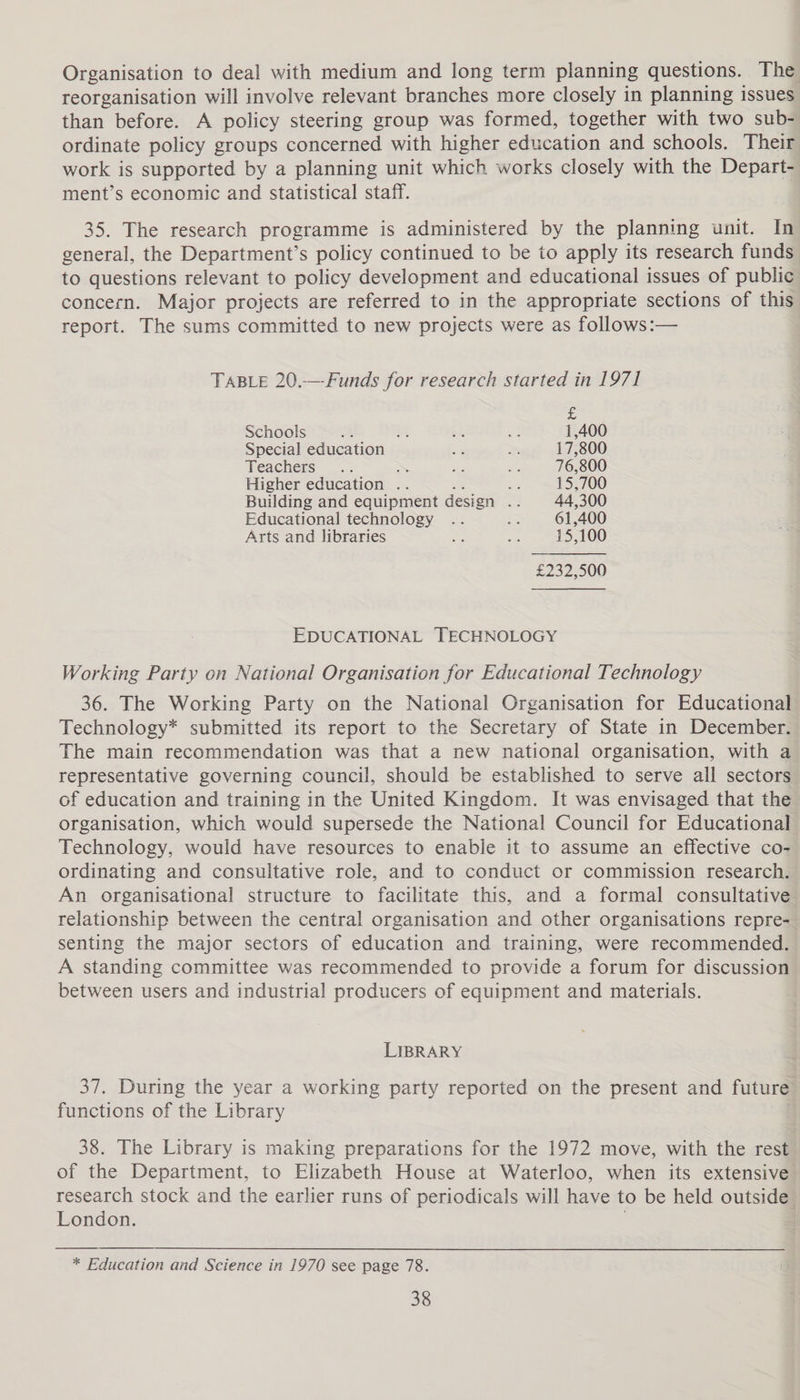 Organisation to deal with medium and long term planning questions. The
reorganisation will involve relevant branches more closely in planning issues
than before. A policy steering group was formed, together with two sub-
ordinate policy groups concerned with higher education and schools. Their
work is supported by a planning unit which works closely with the Depart-
ment's economic and statistical staff.
35. The research programme is administered by the planning unit. In
general, the Department's policy continued to be to apply its research funds
to questions relevant to policy development and educational issues of public
concern. Major projects are referred to in the appropriate sections of this
report. The sums committed to new projects were as follows:—
TABLE 20.—Funds for research started in 1971
£
Schools .. .. .. .. 1,400
Special education .. .. 17,800
Teachers .. .. .. .. 76,800
Higher education .. .. .. 15,700
Building and equipment design .. 44,300
Educational technology .. .. 61,400
Arts and libraries .. .. 15,100
£232,500
EDUCATIONAL TECHNOLOGY
Working Party on National Organisation for Educational Technology
36. The Working Party on the National Organisation for Educational
Technology* submitted its report to the Secretary of State in December.
The main recommendation was that a new national organisation, with a
representative governing council, should be established to serve all sectors
of education and training in the United Kingdom. It was envisaged that the
organisation, which would supersede the National Council for Educational
Technology, would have resources to enable it to assume an effective co-
ordinating and consultative role, and to conduct or commission research.
An organisational structure to facilitate this, and a formal consultative
relationship between the central organisation and other organisations repre-
senting the major sectors of education and training, were recommended.
A standing committee was recommended to provide a forum for discussion
between users and industrial producers of equipment and materials.
LIBRARY
37. During the year a working party reported on the present and future
functions of the Library
38. The Library is making preparations for the 1972 move, with the rest
of the Department, to Elizabeth House at Waterloo, when its extensive
research stock and the earlier runs of periodicals will have to be held outside
London.
* Education and Science in 1970 see page 78.
38